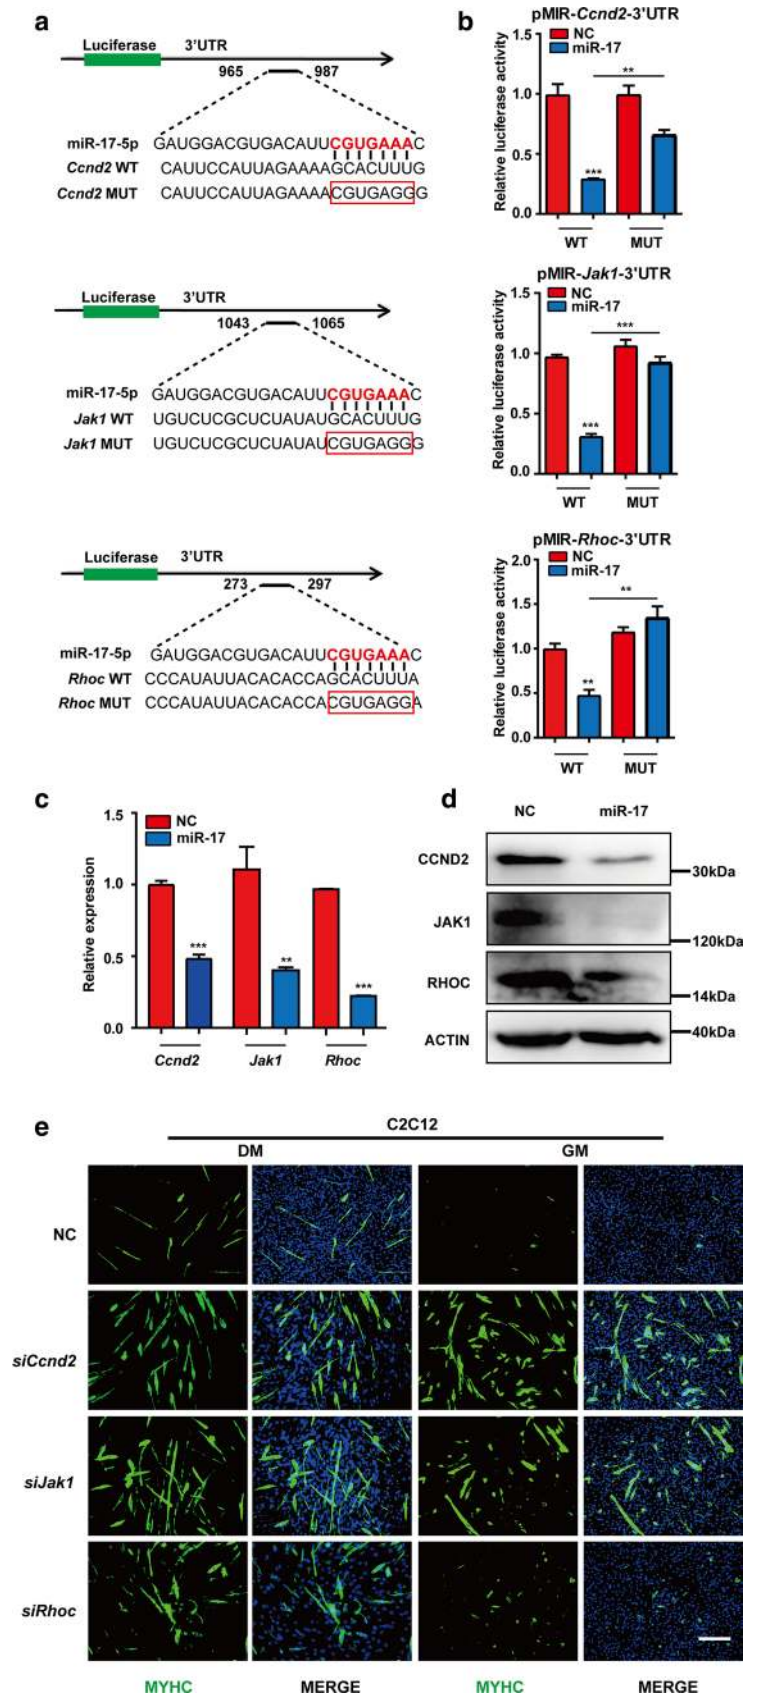 a
Luciferase 3'UTR
965 987
miR-17-5p GAUGGACGUGACAUUCGUGAAAC
Ccnd2 WT CAUUCCAUUAGAAAAGCACUUUG
Ccnd2 MUT CAUUCCAUUAGAAAACGUGAGGG
Luciferase 3'UTR
1043 1065
miR-17-5p GAUGGACGUGACAUUCGUGAAAC
Jak1 WT UGUCUCGCUCUAUAUGCACUUUG
Jak1 MUT UGUCUCGCUCUAUAUCGUGAGGG
Luciferase 3'UTR
273 297
miR-17-5p GAUGGACGUGACAUUCGUGAAAC
Rhoc WT CCCAUAUUACACACCAGCACUUUA
Rhoc MUT CCCAUAUUACACACCACGUGAGGA
b
pMIR-Ccnd2-3'UTR
NC
miR-17
Relative luciferase activity
1.5
1.0
0.5
0.0
**
***
WT MUT
pMIR-Jak1-3'UTR
NC
miR-17
Relative luciferase activity
1.5
1.0
0.5
0.0
***
***
WT MUT
pMIR-Rhoc-3'UTR
NC
miR-17
Relative luciferase activity
2.0
1.5
1.0
0.5
0.0
**
**
WT MUT
c
NC
miR-17
Relative expression
1.5
1.0
0.5
0.0
***
**
***
Ccnd2 Jak1 Rhoc
d
NC miR-17
CCND2 30kDa
JAK1 120kDa
RHOC 14kDa
ACTIN 40kDa
e
C2C12
DM GM
NC
siCcnd2
siJak1
siRhoc
MYHC MERGE MYHC MERGE